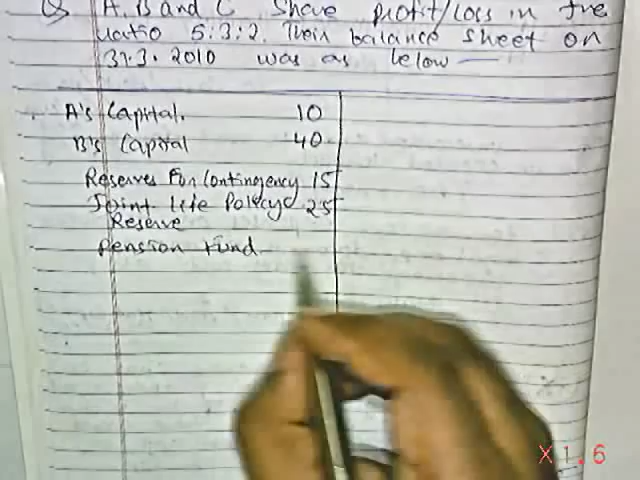 Q A, B and C Share profit/loss in the
ratio 5:3:2. Their balance sheet on
31.3.2010 was as below —
A's Capital. 10
B's Capital 40
Reserves For Contingency 15
Joint Life Policy 25
Reserve
Pension Fund
X1.6